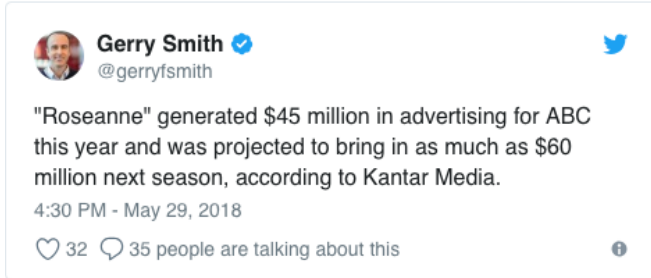 Gerry Smith
@gerryfsmith
"Roseanne" generated $45 million in advertising for ABC
this year and was projected to bring in as much as $60
million next season, according to Kantar Media.
4:30 PM - May 29, 2018
32 35 people are talking about this